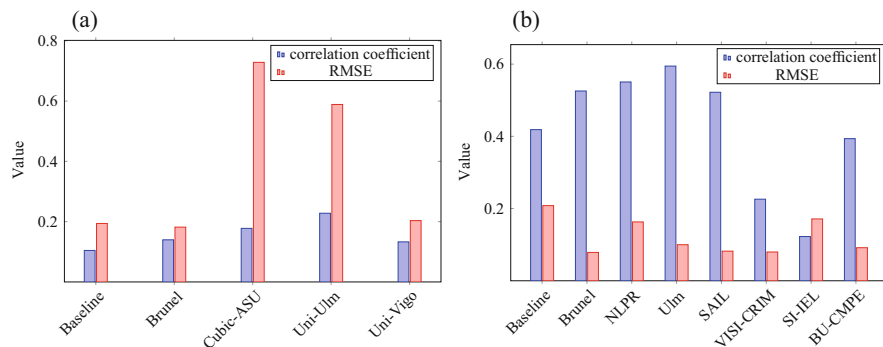 (a)
correlation coefficient
RMSE
Value
0.8
0.6
0.4
0.2
Baseline
Brunel
Cubic-ASU
Uni-Ulm
Uni-Vigo
(b)
correlation coefficient
RMSE
Value
0.6
0.4
0.2
Baseline
Brunel
NLPR
Ulm
SAIL
VISI-CRIM
SI-IEL
BU-CMPE